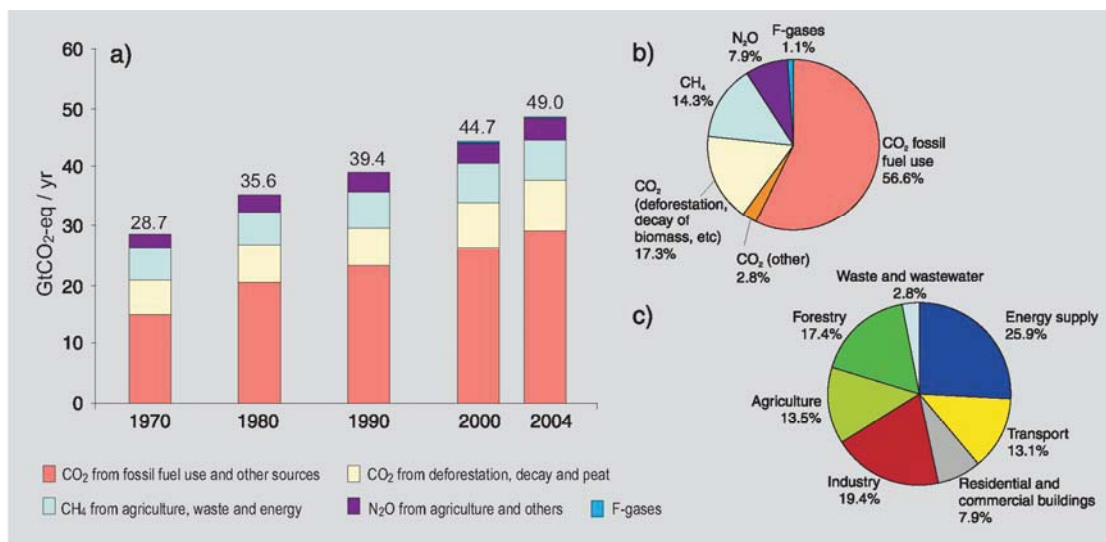 a)
GtCO₂-eq / yr
60
50
40
30
20
10
0
28.7
35.6
39.4
44.7
49.0
1970
1980
1990
2000
2004
CO₂ from fossil fuel use and other sources
CO₂ from deforestation, decay and peat
CH₄ from agriculture, waste and energy
N₂O from agriculture and others
F-gases
b)
F-gases
1.1%
N₂O
7.9%
CH₄
14.3%
CO₂ fossil
fuel use
56.6%
CO₂
(deforestation,
decay of
biomass, etc)
17.3%
CO₂ (other)
2.8%
c)
Waste and wastewater
2.8%
Forestry
17.4%
Energy supply
25.9%
Agriculture
13.5%
Transport
13.1%
Industry
19.4%
Residential and
commercial buildings
7.9%